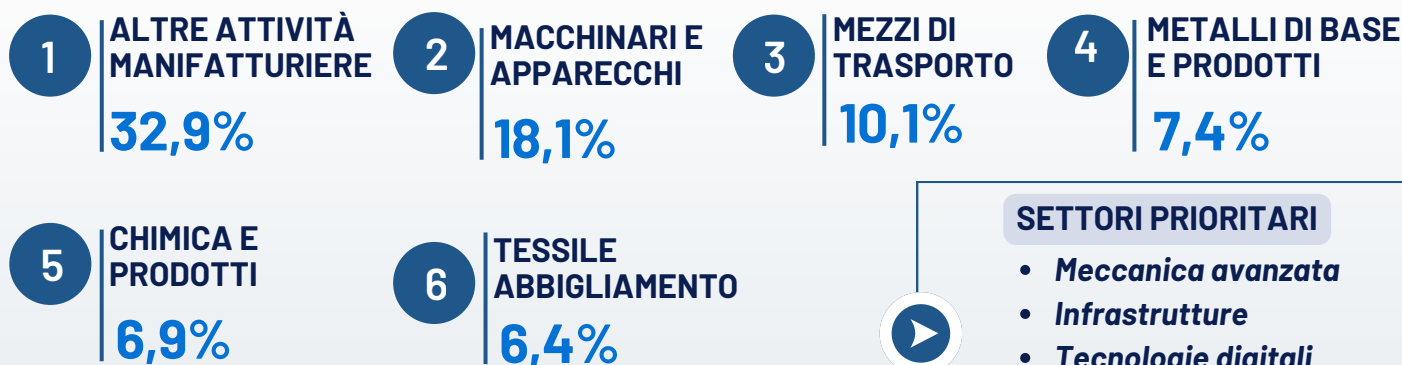 1
ALTRE ATTIVITÀ
MANIFATTURIERE
32,9%
2
MACCHINARI E
APPARECCHI
18,1%
3
MEZZI DI
TRASPORTO
10,1%
4
METALLI DI BASE
E PRODOTTI
7,4%
5
CHIMICA E
PRODOTTI
6,9%
6
TESSILE
ABBIGLIAMENTO
6,4%
SETTORI PRIORITARI
• Meccanica avanzata
• Infrastrutture
• Tecnologie digitali